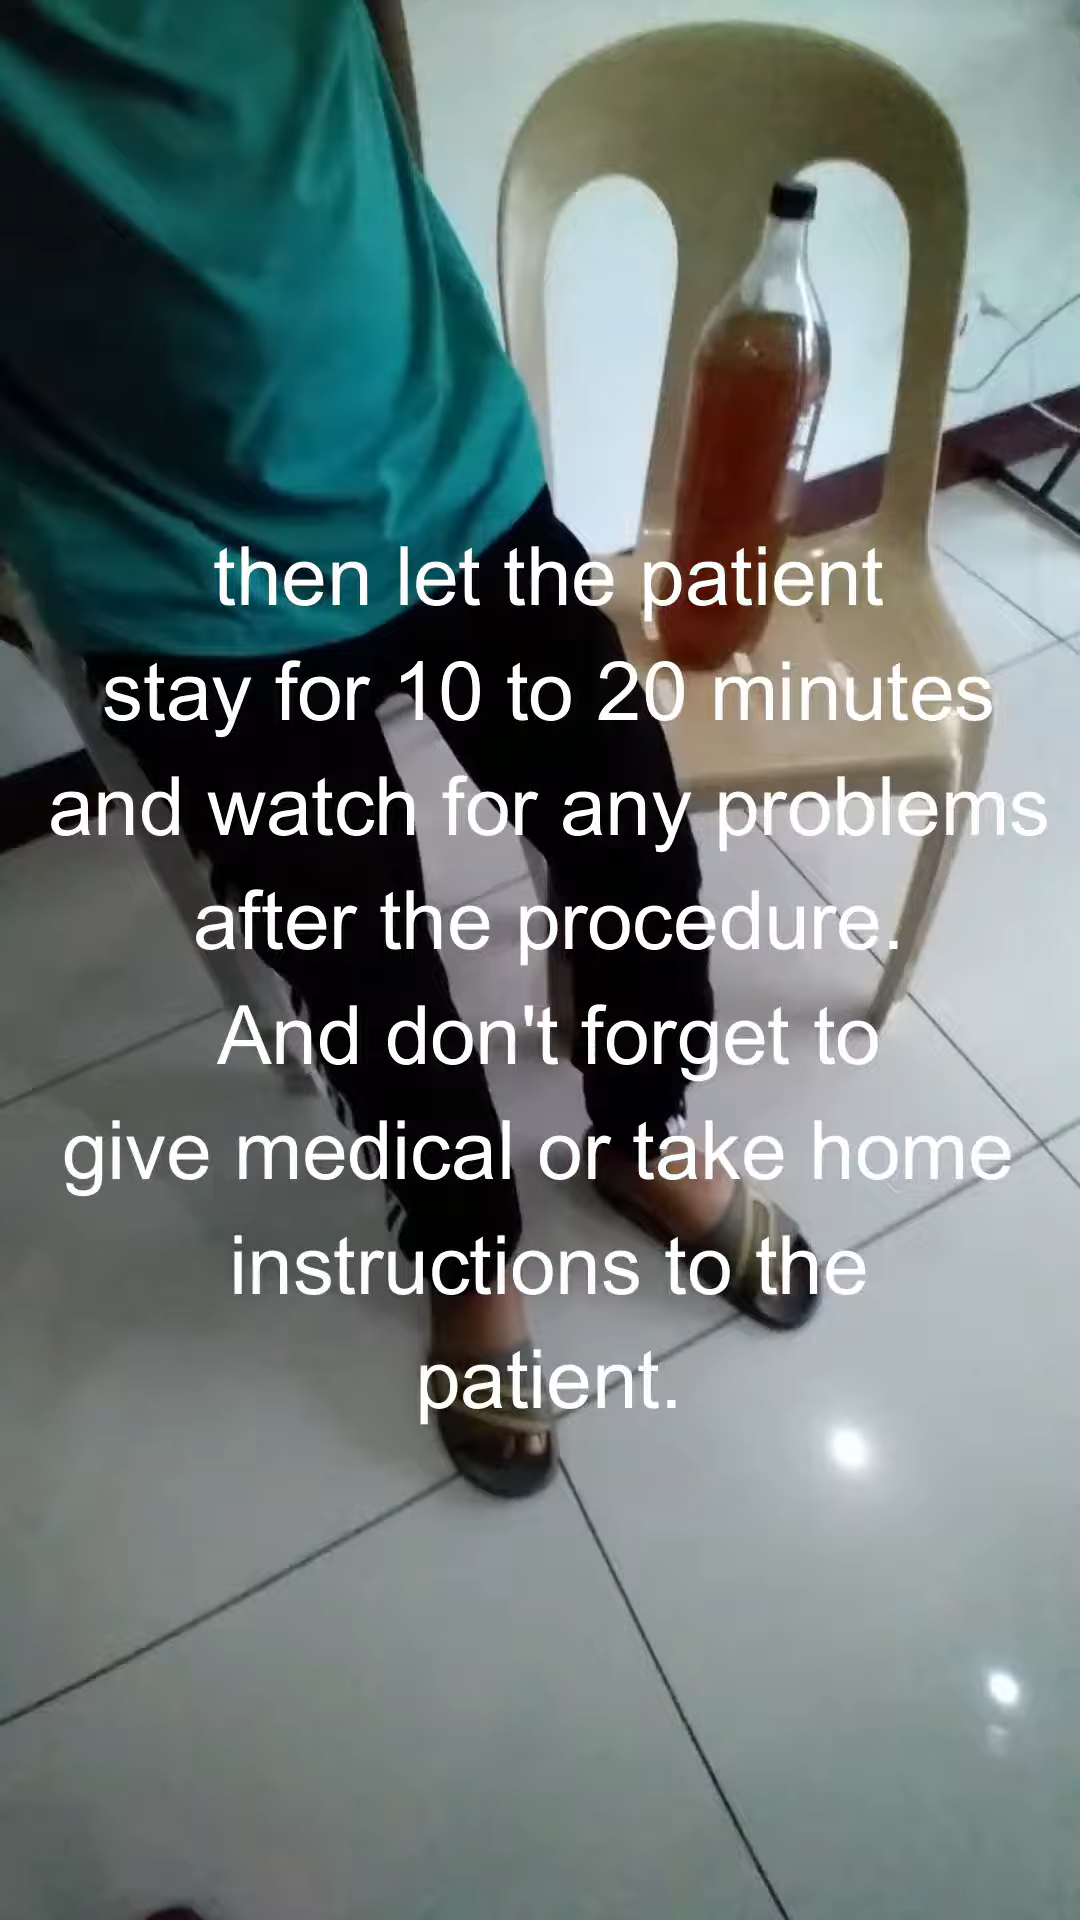 then let the patient
stay for 10 to 20 minutes
and watch for any problems
after the procedure.
And don't forget to
give medical or take home
instructions to the
patient.